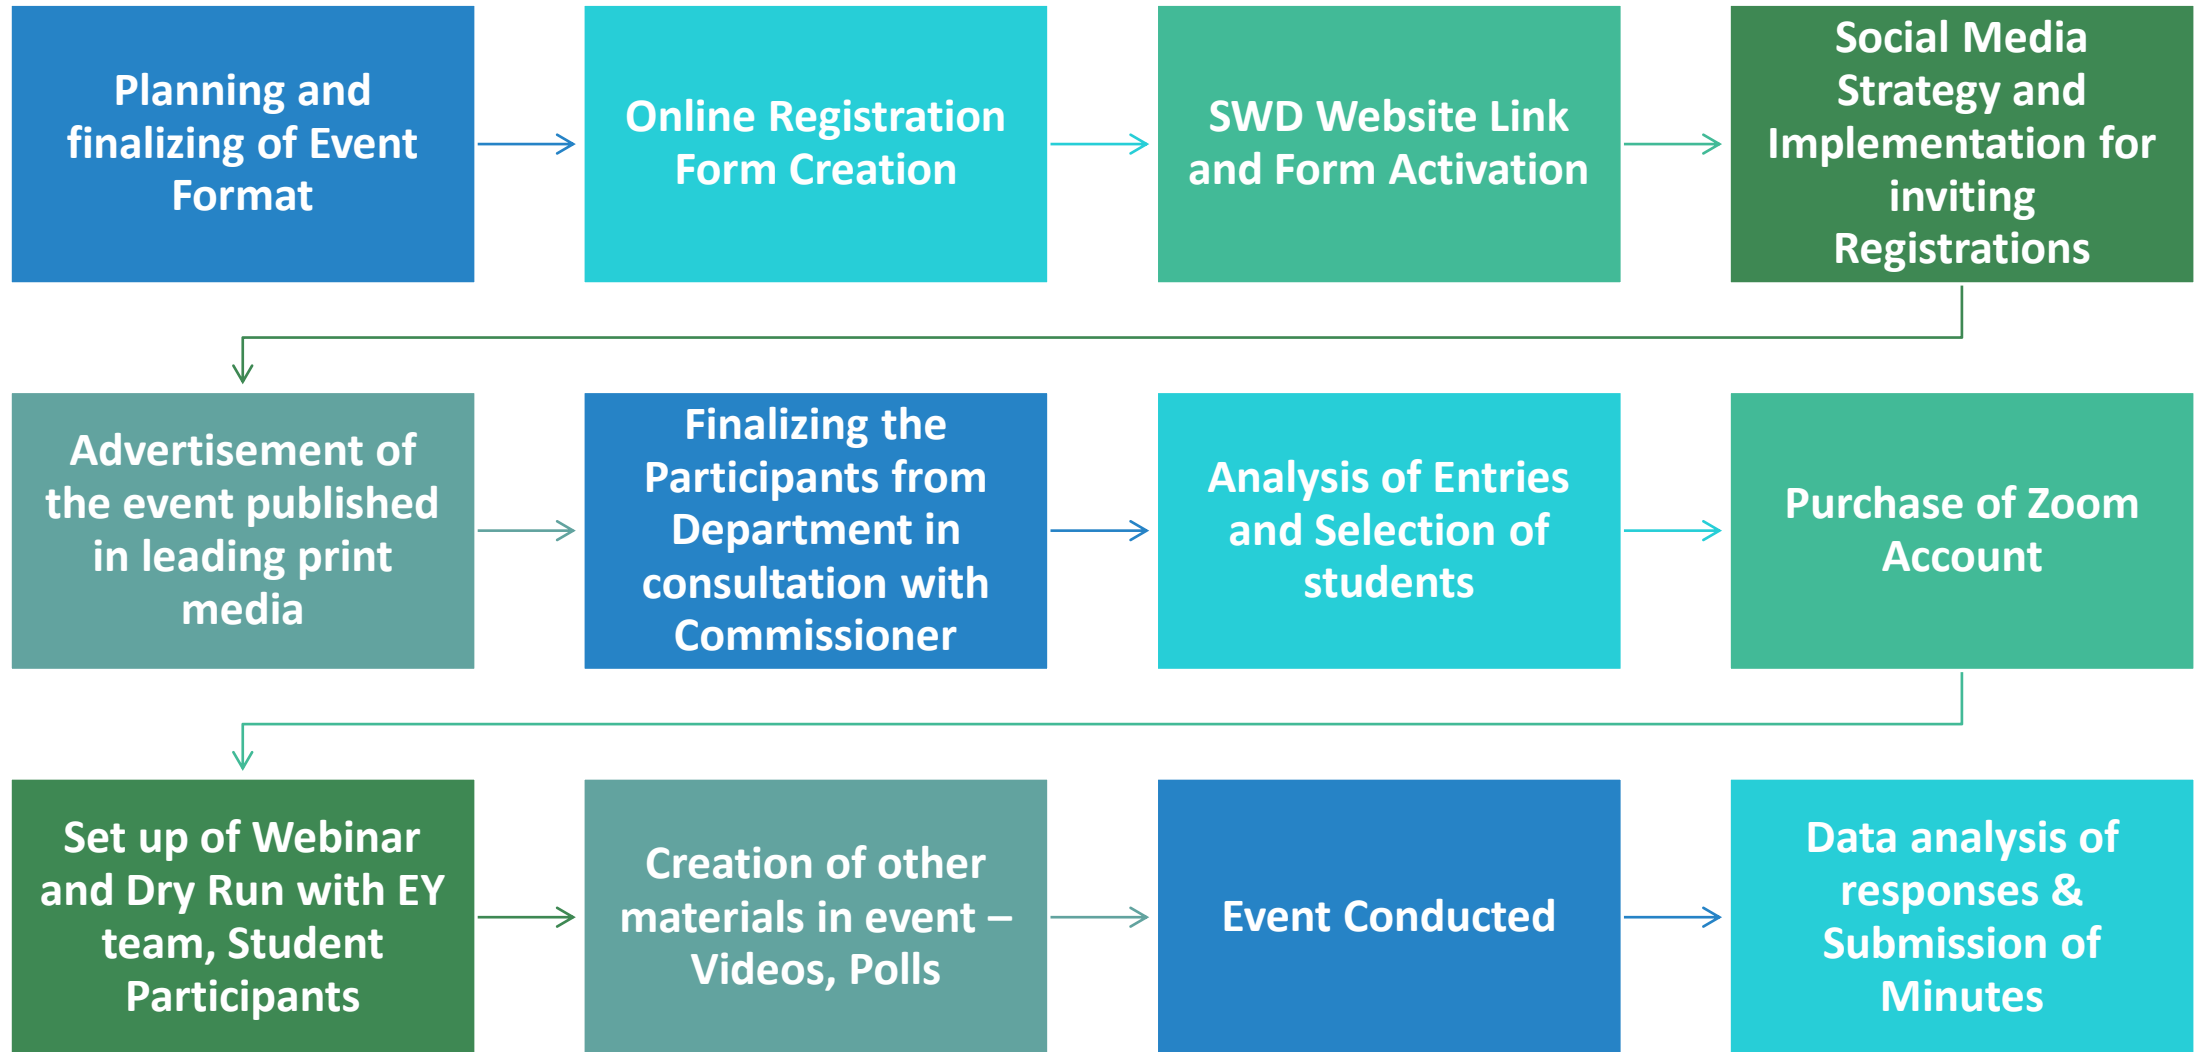 Planning and
finalizing of Event
Format
Online Registration
Form Creation
SWD Website Link
and Form Activation
Social Media
Strategy and
Implementation for
inviting
Registrations
Advertisement of
the event published
in leading print
media
Finalizing the
Participants from
Department in
consultation with
Commissioner
Analysis of Entries
and Selection of
students
Purchase of Zoom
Account
Set up of Webinar
and Dry Run with EY
team, Student
Participants
Creation of other
materials in event –
Videos, Polls
Event Conducted
Data analysis of
responses &
Submission of
Minutes